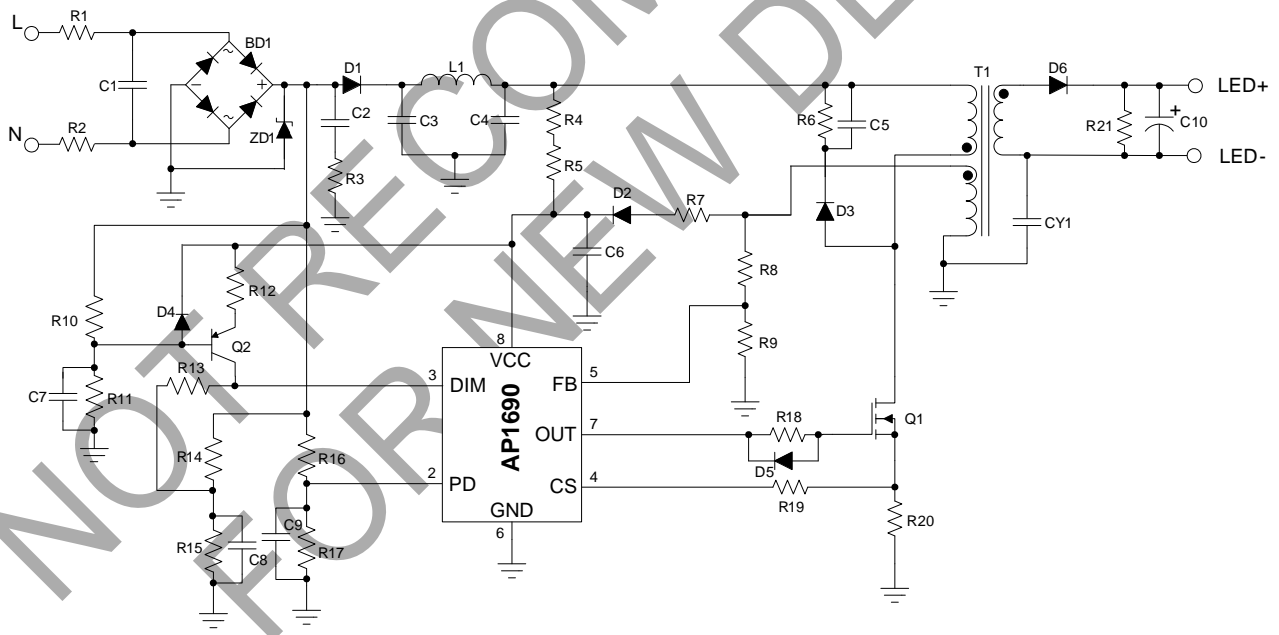 NOT RECOM
FOR NEW DE
L
R1
BD1
~
C1
-
+
~
N
R2
ZD1
D1
C2
R3
L1
C3
C4
R4
R5
R6
C5
T1
D6
LED+
R21
+
C10
LED-
D2
R7
D3
CY1
C6
R8
R9
R10
D4
R12
Q2
R13
C7
R11
R14
R16
R15
C8
C9
R17
8
VCC
3
DIM
5
FB
AP1690
7
OUT
2
PD
4
CS
GND
6
R18
D5
R19
Q1
R20